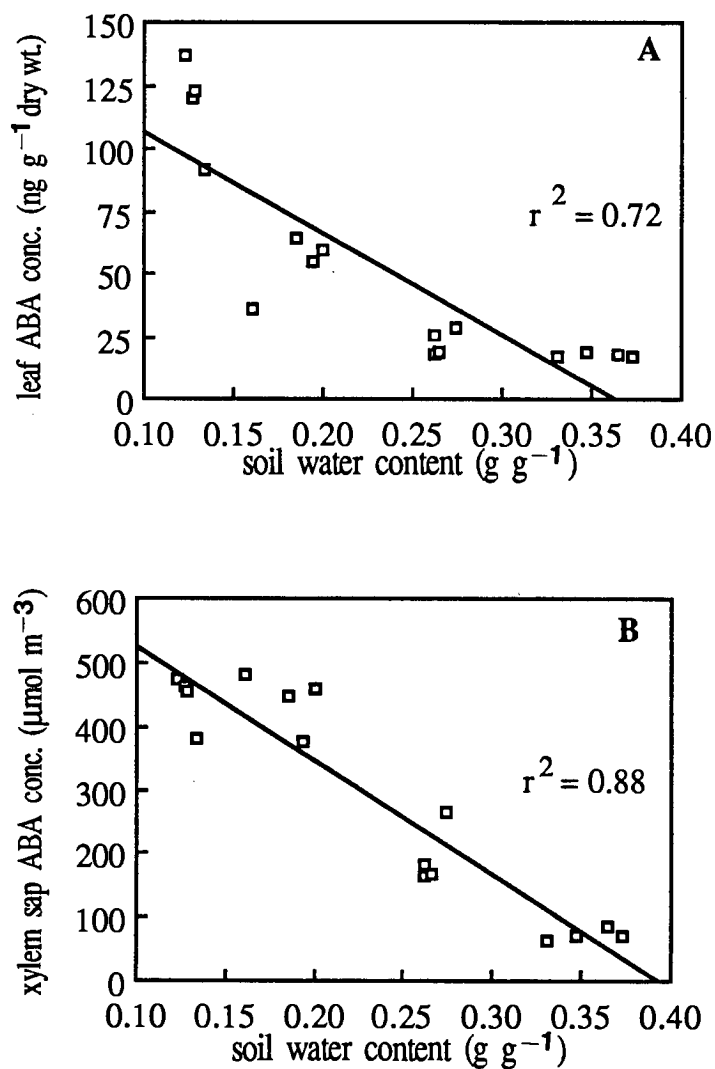 150
A
125
100
75
50
25
0
r² = 0.72
leaf ABA conc. (ng g⁻¹ dry wt.)
0.10 0.15 0.20 0.25 0.30 0.35 0.40
soil water content (g g⁻¹)
600
B
500
400
300
200
100
0
r² = 0.88
xylem sap ABA conc. (µmol m⁻³)
0.10 0.15 0.20 0.25 0.30 0.35 0.40
soil water content (g g⁻¹)